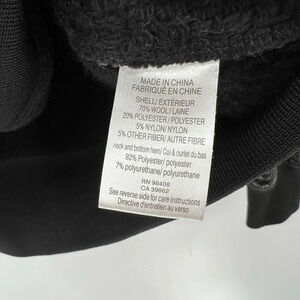 MADE IN CHINA
FABRIQUÉ EN CHINE
SHELL/ EXTÉRIEUR
70% WOOL/ LAINE
20% POLYESTER/ POLYESTER
5% NYLON/ NYLON
5% OTHER FIBER/ AUTRE FIBRE
neck and bottom hem/ Col & ourlet du bas
93% Polyester/ polyester
7% polyurethane/ polyuréthane
RN 98406
CA 39662
See reverse side for care instructions
Directive d'entretien au verso